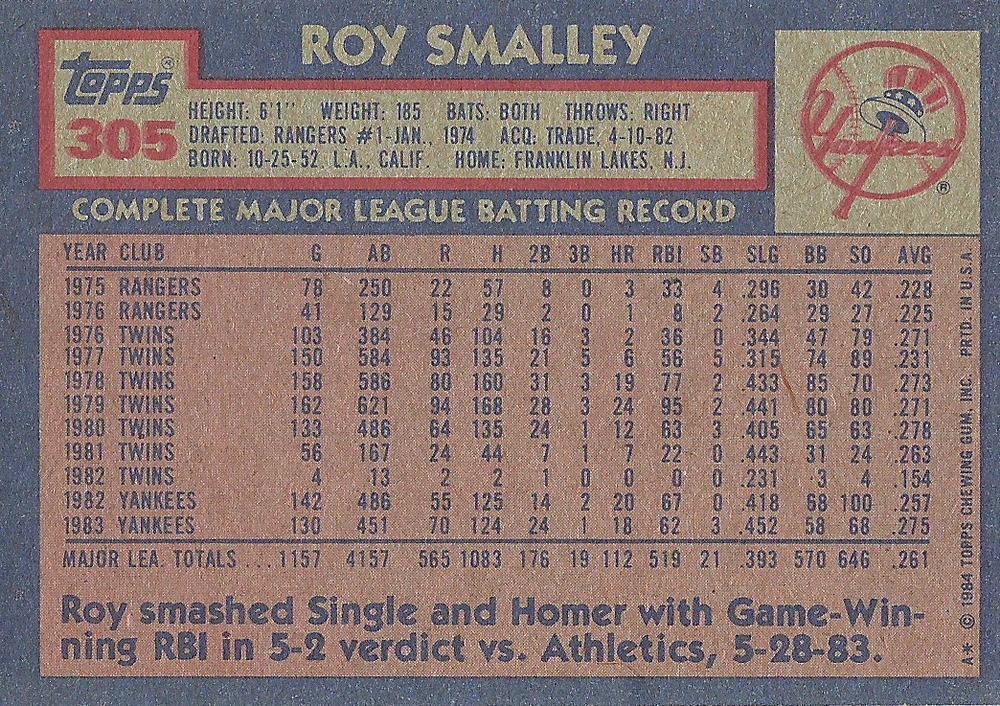 ROY SMALLEY
topps®
305
HEIGHT: 6'1" WEIGHT: 185 BATS: BOTH THROWS: RIGHT
DRAFTED: RANGERS #1-JAN., 1974 ACQ: TRADE, 4-10-82
BORN: 10-25-52, L.A., CALIF. HOME: FRANKLIN LAKES, N.J.
Yankees ®
COMPLETE MAJOR LEAGUE BATTING RECORD
YEAR CLUB G AB R H 2B 3B HR RBI SB SLG BB SO AVG
1975 RANGERS 78 250 22 57 8 0 3 33 4 .296 30 42 .228
1976 RANGERS 41 129 15 29 2 0 1 8 2 .264 29 27 .225
1976 TWINS 103 384 46 104 16 3 2 36 0 .344 47 79 .271
1977 TWINS 150 584 93 135 21 5 6 56 5 .315 74 89 .231
1978 TWINS 158 586 80 160 31 3 19 77 2 .433 85 70 .273
1979 TWINS 162 621 94 168 28 3 24 95 2 .441 80 80 .271
1980 TWINS 133 486 64 135 24 1 12 63 3 .405 65 63 .278
1981 TWINS 56 167 24 44 7 1 7 22 0 .443 31 24 .263
1982 TWINS 4 13 2 2 1 0 0 0 0 .231 3 4 .154
1982 YANKEES 142 486 55 125 14 2 20 67 0 .418 68 100 .257
1983 YANKEES 130 451 70 124 24 1 18 62 3 .452 58 68 .275
MAJOR LEA. TOTALS ... 1157 4157 565 1083 176 19 112 519 21 .393 570 646 .261
Roy smashed Single and Homer with Game-Win-
ning RBI in 5-2 verdict vs. Athletics, 5-28-83.
A* © 1984 TOPPS CHEWING GUM, INC. PRTD. IN U.S.A.